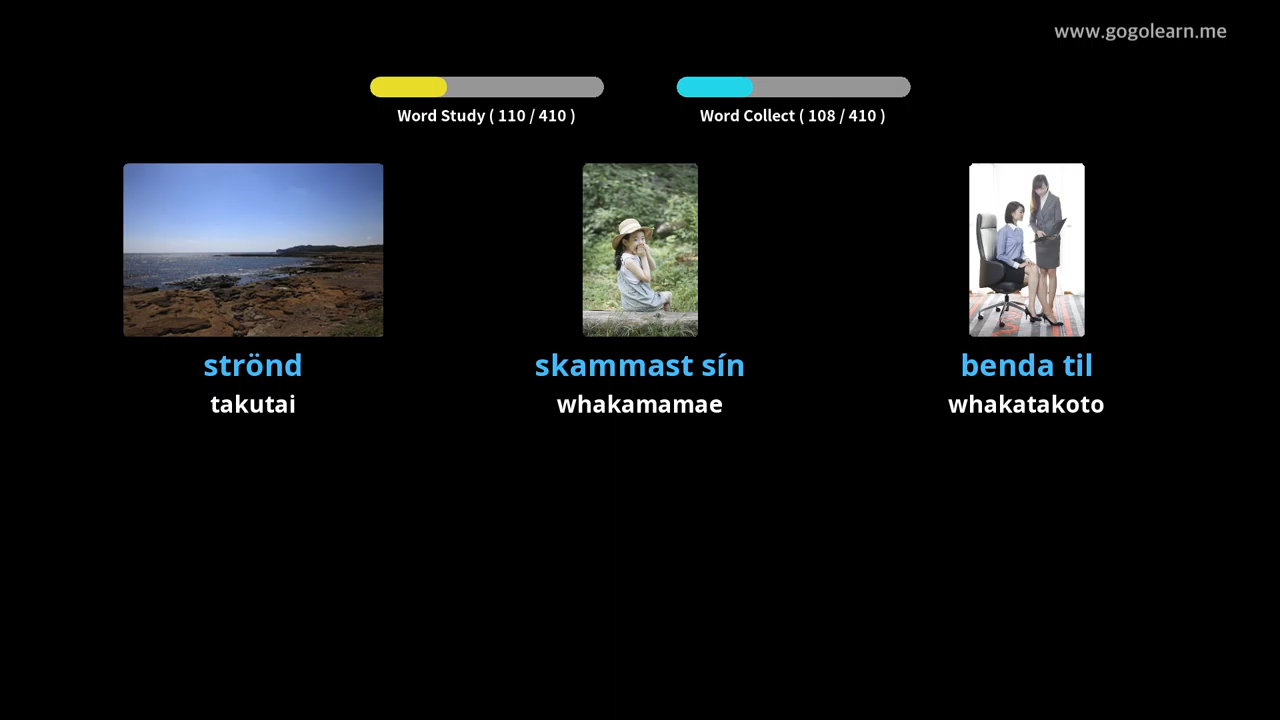 www.gogolearn.me
Word Study ( 110 / 410 )
Word Collect ( 108 / 410 )
strönd
takutai
skammast sín
whakamamae
benda til
whakatakoto